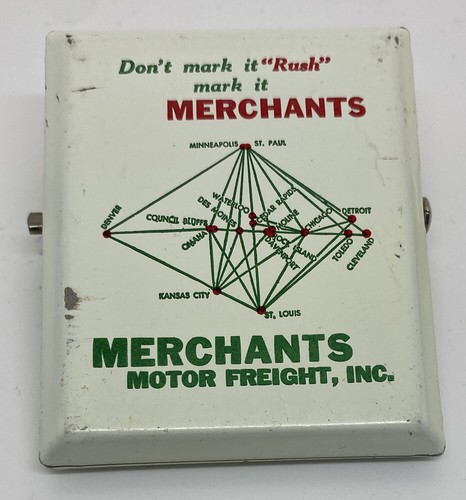 Don't mark it "Rush"
mark it
MERCHANTS
MINNEAPOLIS ST. PAUL
DENVER
COUNCIL BLUFFS
OMAHA
DES MOINES
WATERLOO
CEDAR RAPIDS
MOLINE
ROCK ISLAND
DAVENPORT
CHICAGO
DETROIT
TOLEDO
CLEVELAND
KANSAS CITY
ST. LOUIS
MERCHANTS
MOTOR FREIGHT, INC.